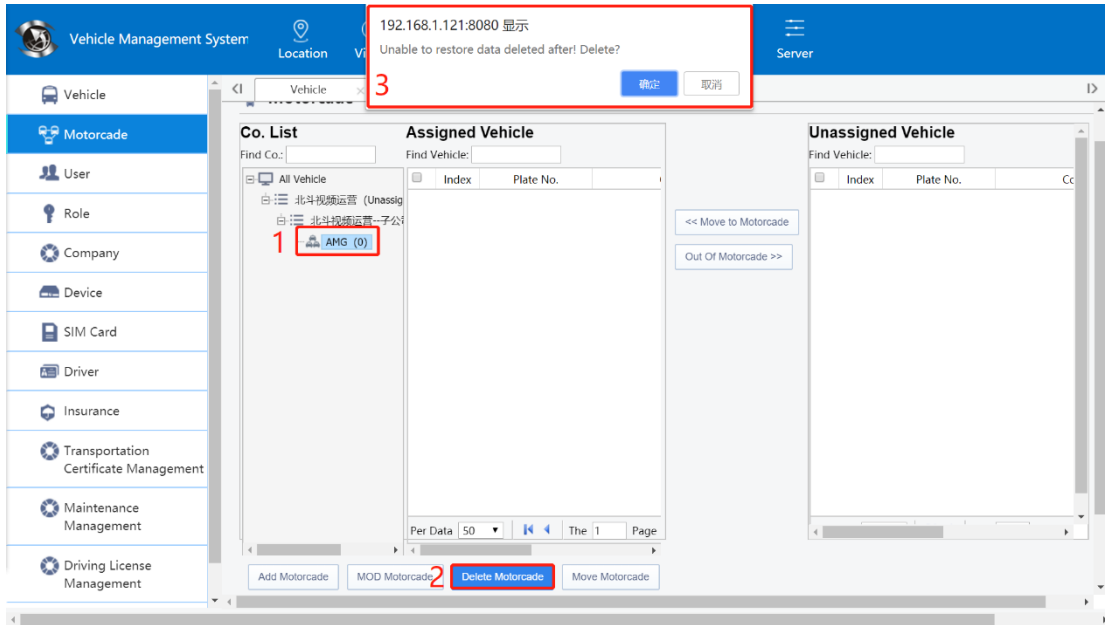 Vehicle Management System
Location
Vi
Server
192.168.1.121:8080 显示
Unable to restore data deleted after! Delete?
3
确定
取消
Vehicle
Motorcade
User
Role
Company
Device
SIM Card
Driver
Insurance
Transportation
Certificate Management
Maintenance
Management
Driving License
Management
Vehicle
Motorcade
Co. List
Find Co.:
All Vehicle
北斗视频运营 (Unassig
北斗视频运营--子公司
1
AMG (0)
Assigned Vehicle
Find Vehicle:
Index
Plate No.
Per Data 50
The 1 Page
<< Move to Motorcade
Out Of Motorcade >>
Unassigned Vehicle
Find Vehicle:
Index
Plate No.
Co
Add Motorcade
MOD Motorcade
2
Delete Motorcade
Move Motorcade